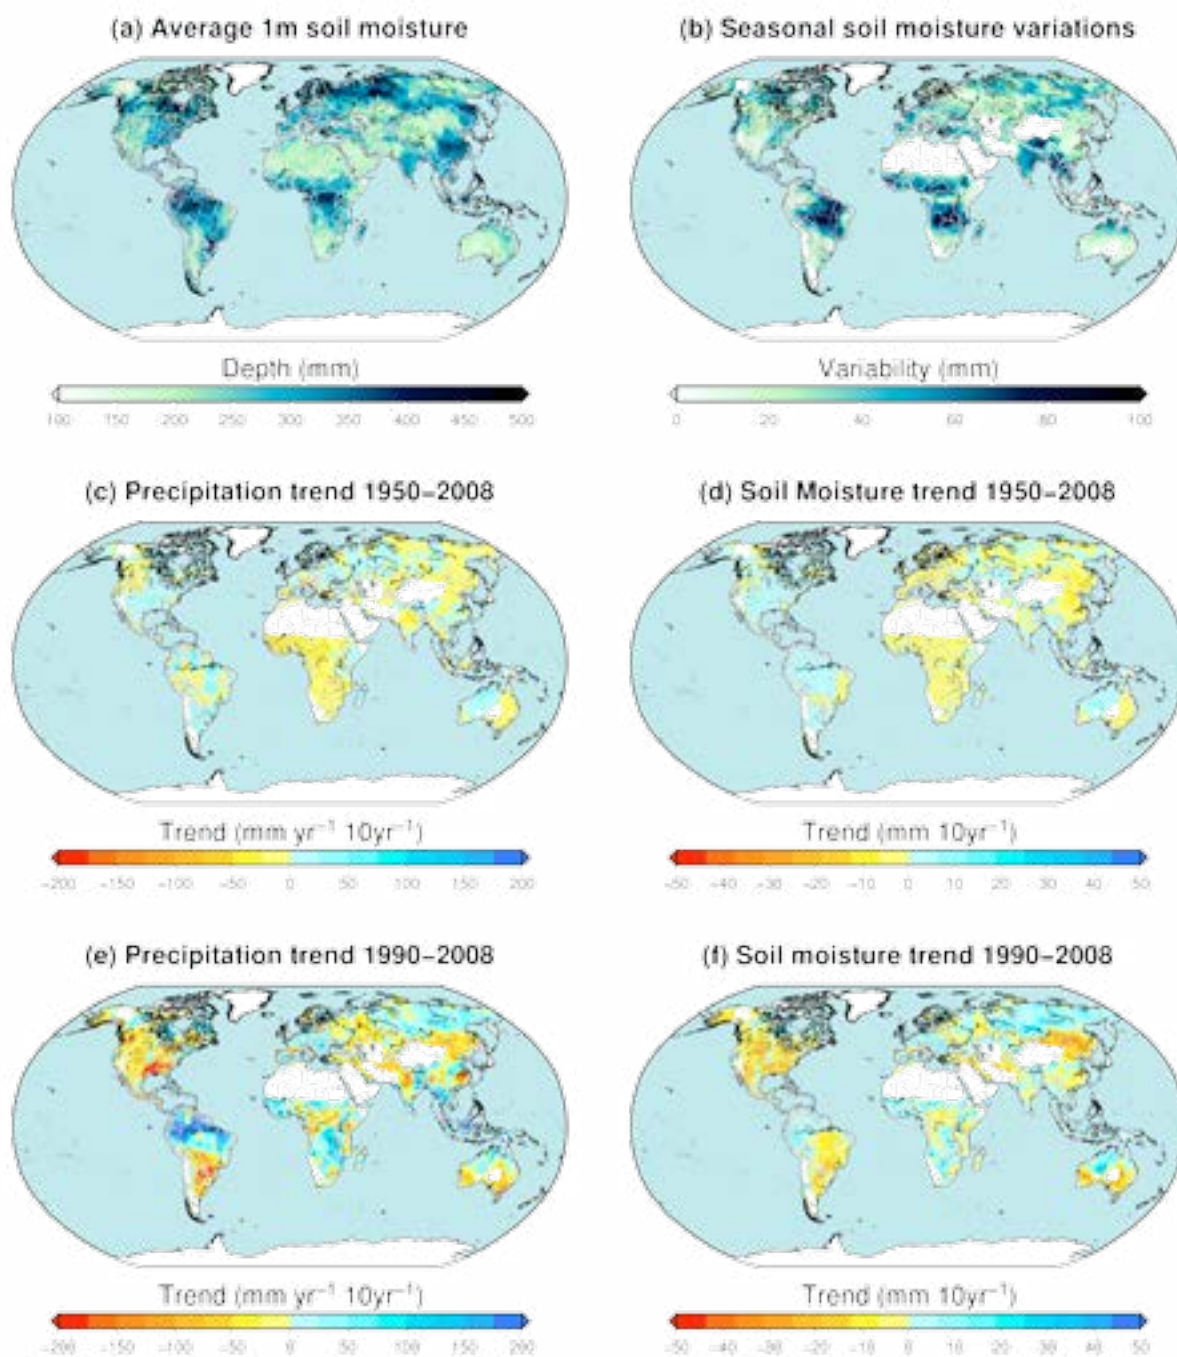 (a) Average 1m soil moisture
(b) Seasonal soil moisture variations
Depth (mm)
100 150 200 250 300 350 400 450 500
Variability (mm)
0 20 40 60 80 100
(c) Precipitation trend 1950–2008
(d) Soil Moisture trend 1950–2008
Trend (mm yr⁻¹ 10yr⁻¹)
−200 −150 −100 −50 0 50 100 150 200
Trend (mm 10yr⁻¹)
−50 −40 −30 −20 −10 0 10 20 30 40 50
(e) Precipitation trend 1990–2008
(f) Soil moisture trend 1990–2008
Trend (mm yr⁻¹ 10yr⁻¹)
−200 −150 −100 −50 0 50 100 150 200
Trend (mm 10yr⁻¹)
−50 −40 −30 −20 −10 0 10 20 30 40 50